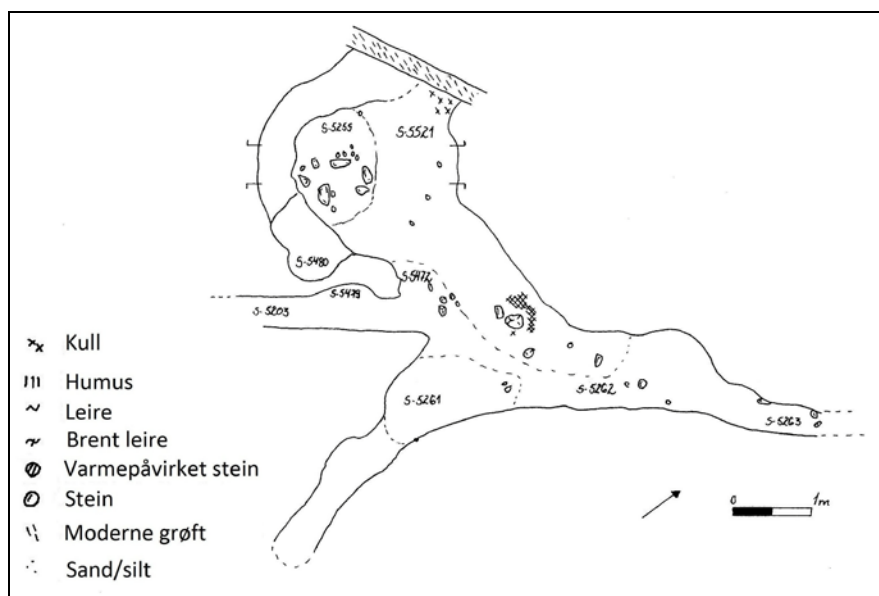 S-5255
S-5521
S-5480
S-5472
S-5479
S-5203
S-5262
S-5261
S-5263
Kull
Humus
Leire
Brent leire
Varmepåvirket stein
Stein
Moderne grøft
Sand/silt
0 1m